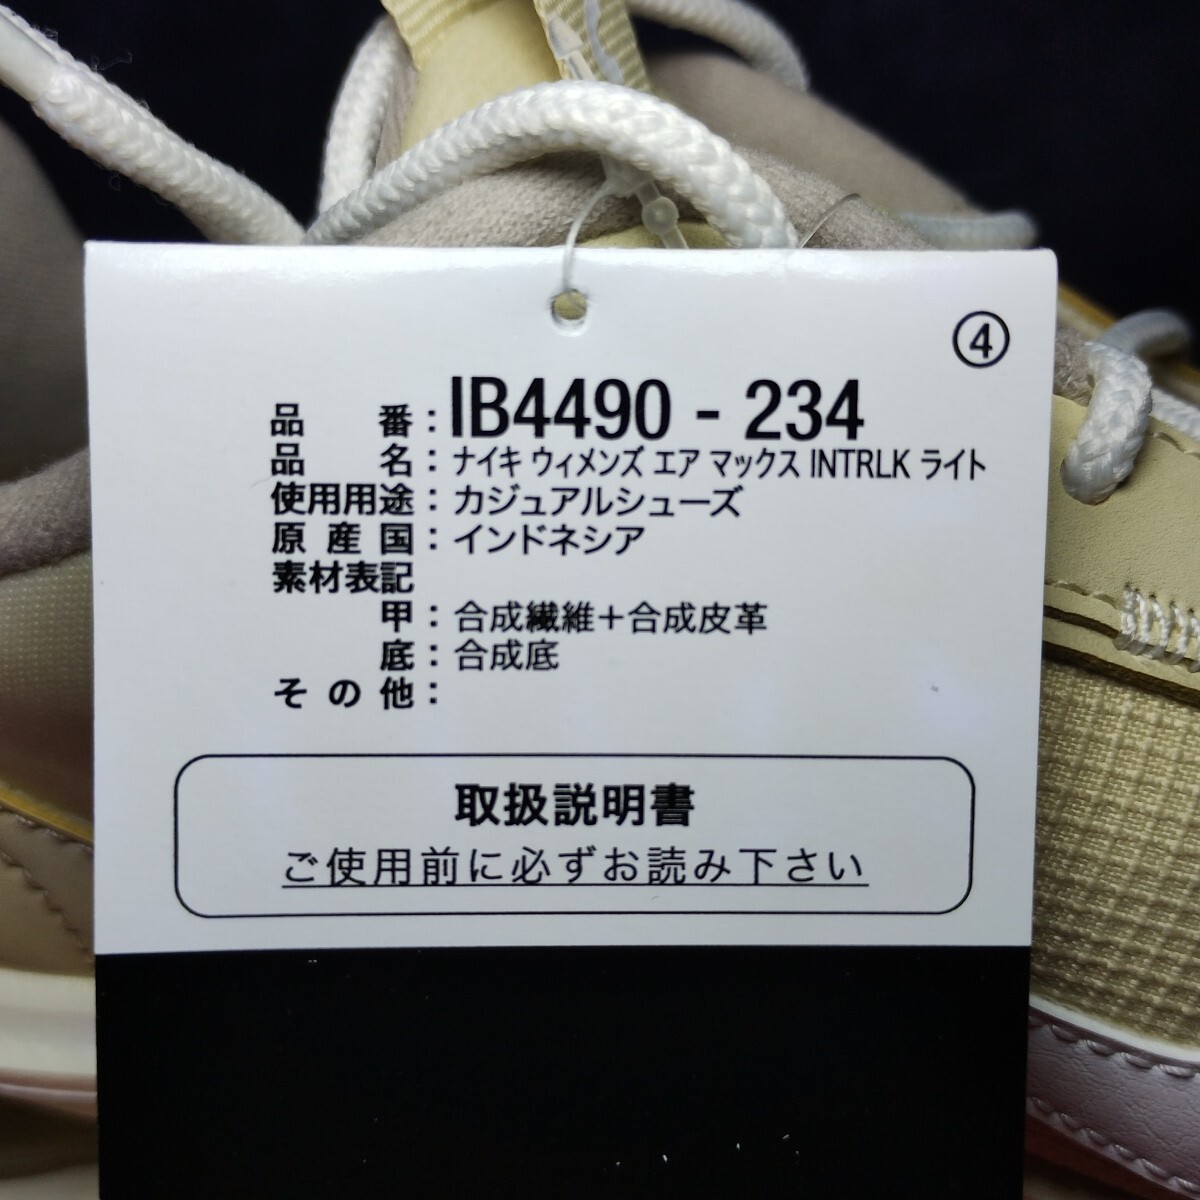 ④
品番：IB4490 - 234
品名：ナイキ ウィメンズ エア マックス INTRLK ライト
使用用途：カジュアルシューズ
原産国：インドネシア
素材表記
甲：合成繊維＋合成皮革
底：合成底
その他：
取扱説明書
ご使用前に必ずお読み下さい